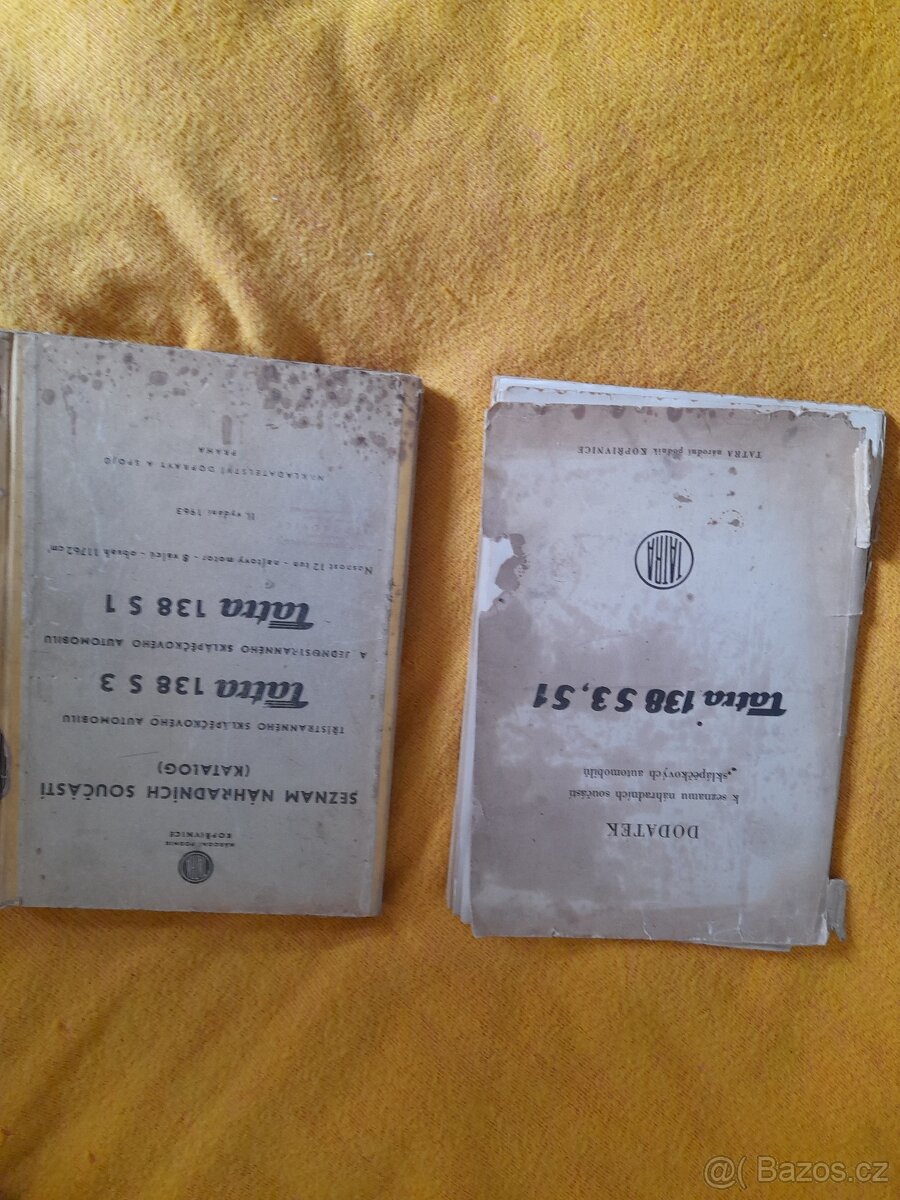 NÁRODNÍ PODNIK
KOPŘIVNICE
SEZNAM NÁHRADNÍCH SOUČÁSTÍ
(KATALOG)
TŘÍSTRANNÉHO SKLÁPĚČKOVÉHO AUTOMOBILU
Tatra 138 S 3
A JEDNOSTRANNÉHO SKLÁPĚČKOVÉHO AUTOMOBILU
Tatra 138 S 1
Nosnost 12 tun - naftový motor - 8 válců - obsah 11762 cm³
II. vydání 1963
NAKLADATELSTVÍ DOPRAVY A SPOJŮ
PRAHA
DODATEK
k seznamu náhradních součástí
sklápěčkových automobilů
Tatra 138 S 3, S1
TATRA
TATRA národní podnik KOPŘIVNICE
@( Bazos.cz